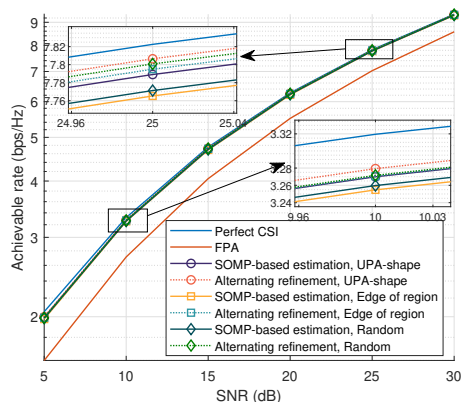 9
8
7
6
5
4
3
2
Achievable rate (bps/Hz)
7.82
7.8
7.78
7.76
24.96
25
25.04
3.32
3.28
3.26
3.24
9.96
10
10.03
Perfect CSI
FPA
SOMP-based estimation, UPA-shape
Alternating refinement, UPA-shape
SOMP-based estimation, Edge of region
Alternating refinement, Edge of region
SOMP-based estimation, Random
Alternating refinement, Random
5
10
15
20
25
30
SNR (dB)